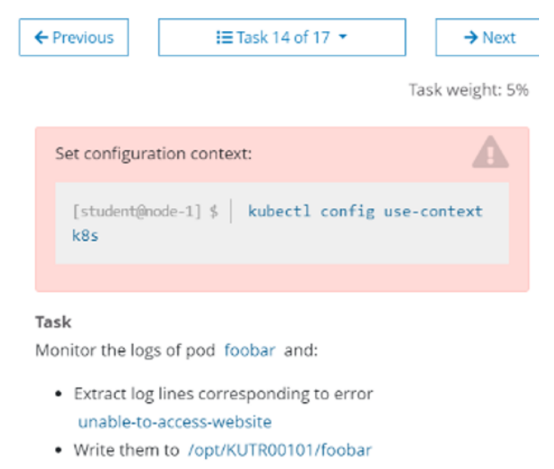 ← Previous
Task 14 of 17
→ Next
Task weight: 5%
Set configuration context:
[student@node-1] $ | kubectl config use-context
k8s
Task
Monitor the logs of pod foobar and:
• Extract log lines corresponding to error
unable-to-access-website
• Write them to /opt/KUTR00101/foobar